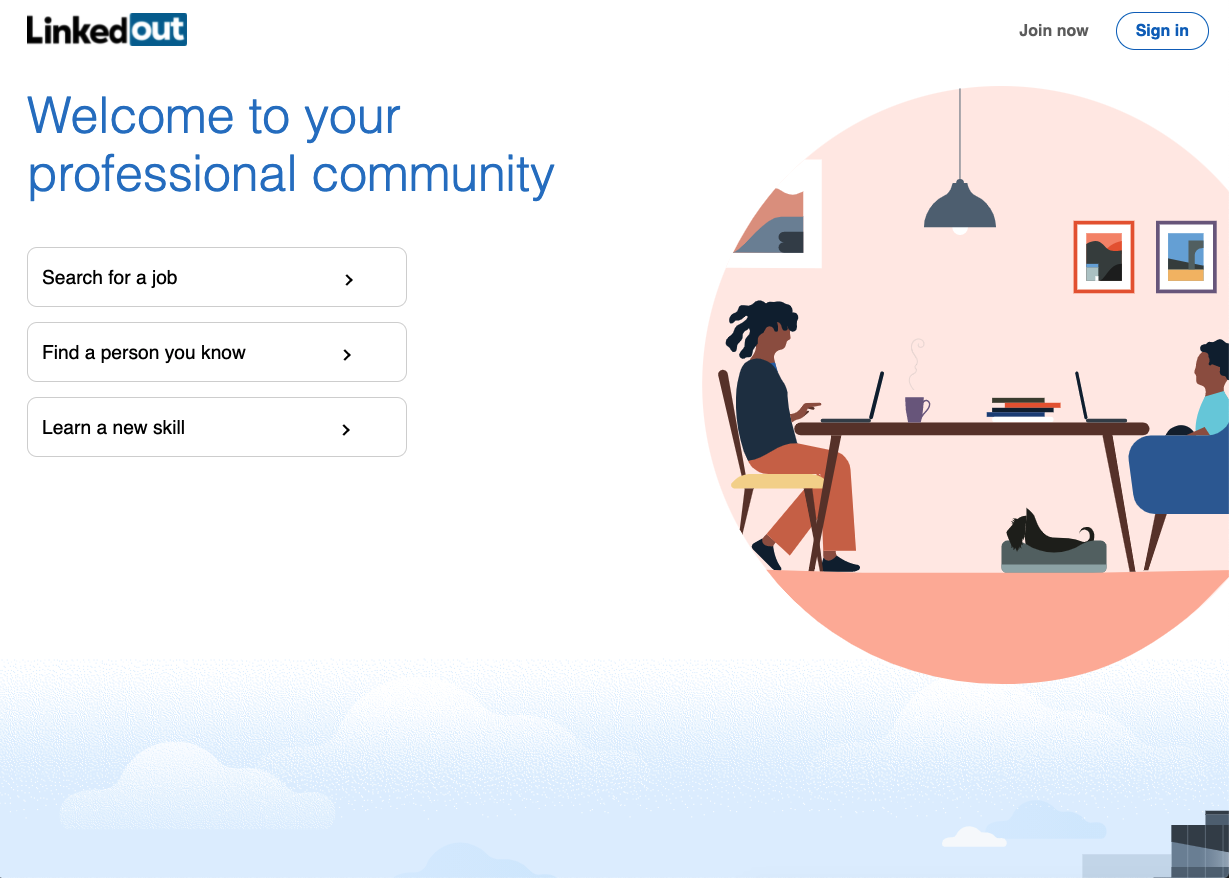 Linkedout
Join now
Sign in
Welcome to your
professional community
Search for a job
Find a person you know
Learn a new skill